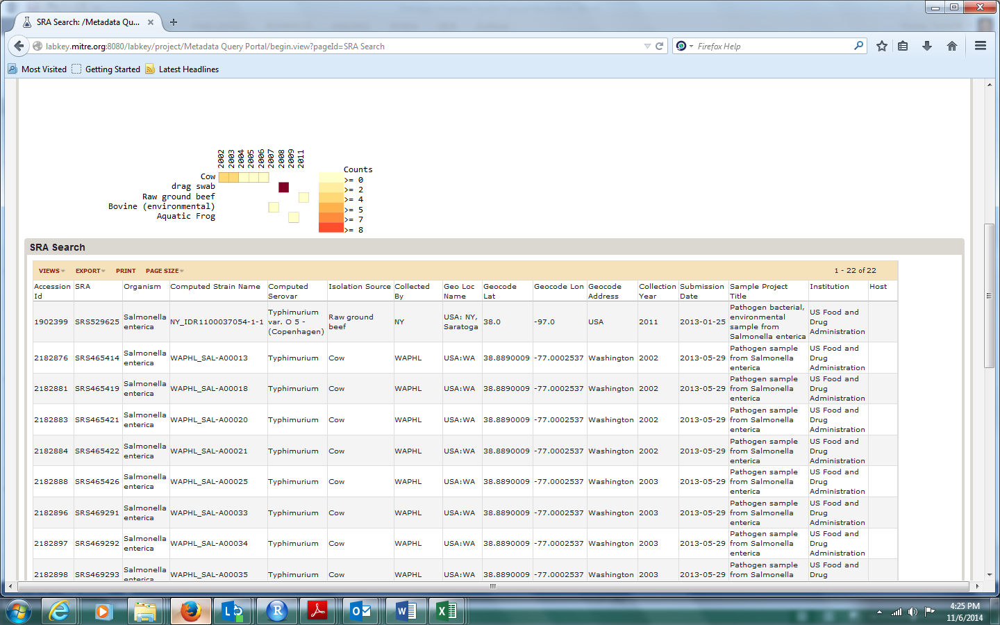 SRA Search: /Metadata Qu...
labkey.mitre.org:8080/labkey/project/Metadata Query Portal/begin.view?pageId=SRA Search
Firefox Help
Most Visited Getting Started Latest Headlines
2002 2003 2004 2005 2006 2007 2008 2009 2011
Cow
drag swab
Raw ground beef
Bovine (environmental)
Aquatic Frog
Counts
>= 0
>= 2
>= 4
>= 5
>= 7
>= 8
SRA Search
VIEWS EXPORT PRINT PAGE SIZE 1 - 22 of 22
Accession Id SRA Organism Computed Strain Name Computed Serovar Isolation Source Collected By Geo Loc Name Geocode Lat Geocode Lon Geocode Address Collection Year Submission Date Sample Project Title Institution Host
1902399 SRS529625 Salmonella enterica NY_IDR1100037054-1-1 Typhimurium var. O 5 - (Copenhagen) Raw ground beef NY USA: NY, Saratoga 38.0 -97.0 USA 2011 2013-01-25 Pathogen bacterial, environmental sample from Salmonella enterica US Food and Drug Administration
2182876 SRS465414 Salmonella enterica WAPHL_SAL-A00013 Typhimurium Cow WAPHL USA:WA 38.8890009 -77.0002537 Washington 2002 2013-05-29 Pathogen sample from Salmonella enterica US Food and Drug Administration
2182881 SRS465419 Salmonella enterica WAPHL_SAL-A00018 Typhimurium Cow WAPHL USA:WA 38.8890009 -77.0002537 Washington 2002 2013-05-29 Pathogen sample from Salmonella enterica US Food and Drug Administration
2182883 SRS465421 Salmonella enterica WAPHL_SAL-A00020 Typhimurium Cow WAPHL USA:WA 38.8890009 -77.0002537 Washington 2002 2013-05-29 Pathogen sample from Salmonella enterica US Food and Drug Administration
2182884 SRS465422 Salmonella enterica WAPHL_SAL-A00021 Typhimurium Cow WAPHL USA:WA 38.8890009 -77.0002537 Washington 2002 2013-05-29 Pathogen sample from Salmonella enterica US Food and Drug Administration
2182888 SRS465426 Salmonella enterica WAPHL_SAL-A00025 Typhimurium Cow WAPHL USA:WA 38.8890009 -77.0002537 Washington 2003 2013-05-29 Pathogen sample from Salmonella enterica US Food and Drug Administration
2182896 SRS469291 Salmonella enterica WAPHL_SAL-A00033 Typhimurium Cow WAPHL USA:WA 38.8890009 -77.0002537 Washington 2003 2013-05-29 Pathogen sample from Salmonella enterica US Food and Drug Administration
2182897 SRS469292 Salmonella enterica WAPHL_SAL-A00034 Typhimurium Cow WAPHL USA:WA 38.8890009 -77.0002537 Washington 2003 2013-05-29 Pathogen sample from Salmonella enterica US Food and Drug Administration
2182898 SRS469293 Salmonella enterica WAPHL_SAL-A00035 Typhimurium Cow WAPHL USA:WA 38.8890009 -77.0002537 Washington 2003 2013-05-29 Pathogen sample from Salmonella US Food and Drug
4:25 PM
11/6/2014